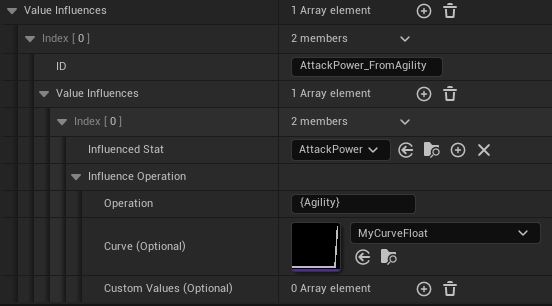 Value Influences 1 Array element
Index [ 0 ] 2 members
ID AttackPower_FromAgility
Value Influences 1 Array element
Index [ 0 ] 2 members
Influenced Stat AttackPower
Influence Operation
Operation {Agility}
Curve (Optional) MyCurveFloat
Custom Values (Optional) 0 Array element